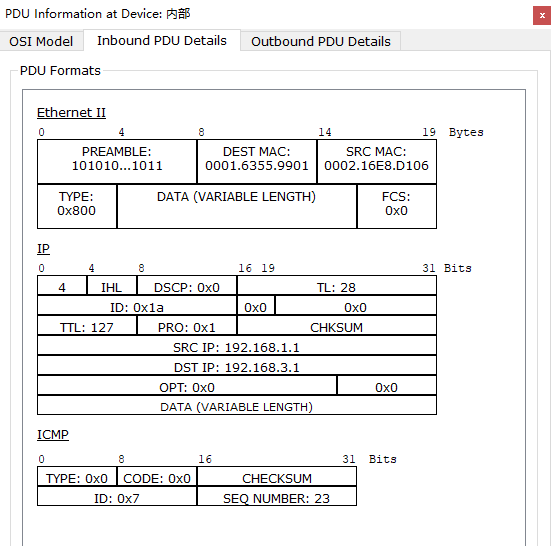 PDU Information at Device: 内部
x
OSI Model Inbound PDU Details Outbound PDU Details
PDU Formats
Ethernet II
0 4 8 14 19 Bytes
PREAMBLE: DEST MAC: SRC MAC:
101010...1011 0001.6355.9901 0002.16E8.D106
TYPE: DATA (VARIABLE LENGTH) FCS:
0x800 0x0
IP
0 4 8 16 19 31 Bits
4 IHL DSCP: 0x0 TL: 28
ID: 0x1a 0x0 0x0
TTL: 127 PRO: 0x1 CHKSUM
SRC IP: 192.168.1.1
DST IP: 192.168.3.1
OPT: 0x0 0x0
DATA (VARIABLE LENGTH)
ICMP
0 8 16 31 Bits
TYPE: 0x0 CODE: 0x0 CHECKSUM
ID: 0x7 SEQ NUMBER: 23